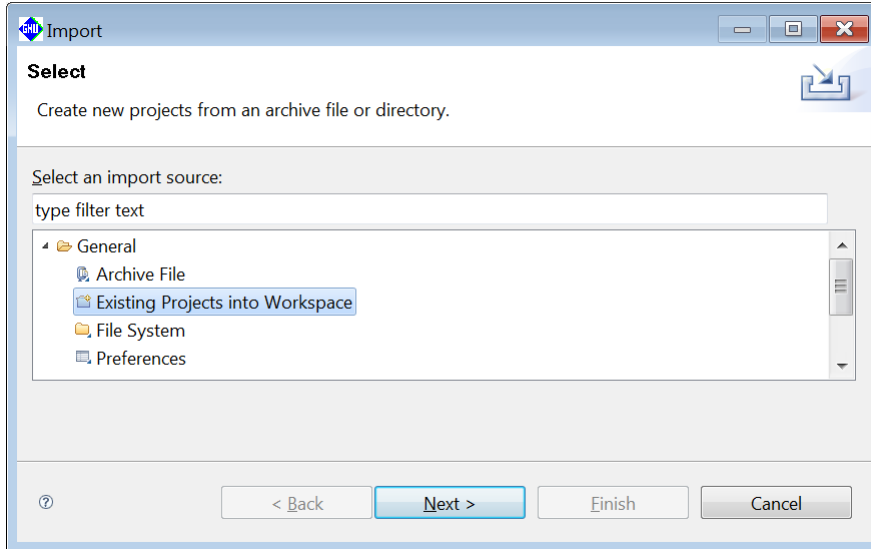 GNU Import
Select
Create new projects from an archive file or directory.
Select an import source:
type filter text
General
Archive File
Existing Projects into Workspace
File System
Preferences
? < Back Next > Finish Cancel